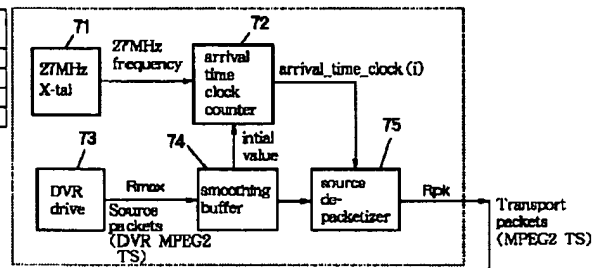 71
27MHz
X-tal
27MHz
frequency
72
arrival
time
clock
counter
arrival_time_clock (i)
73
DVR
drive
Rmax
Source
packets
(DVR MPEG2
TS)
74
intial
value
smoothing
buffer
75
source
de-
packetizer
Rpk
Transport
packets
(MPEG2 TS)